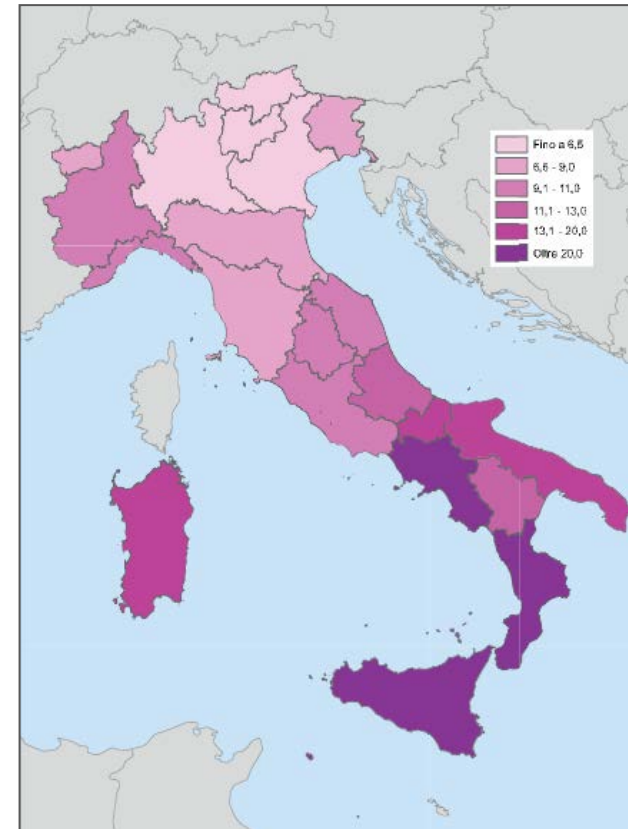 Fino a 6,5
6,6 - 9,0
9,1 - 11,0
11,1 - 13,0
13,1 - 20,0
Oltre 20,0